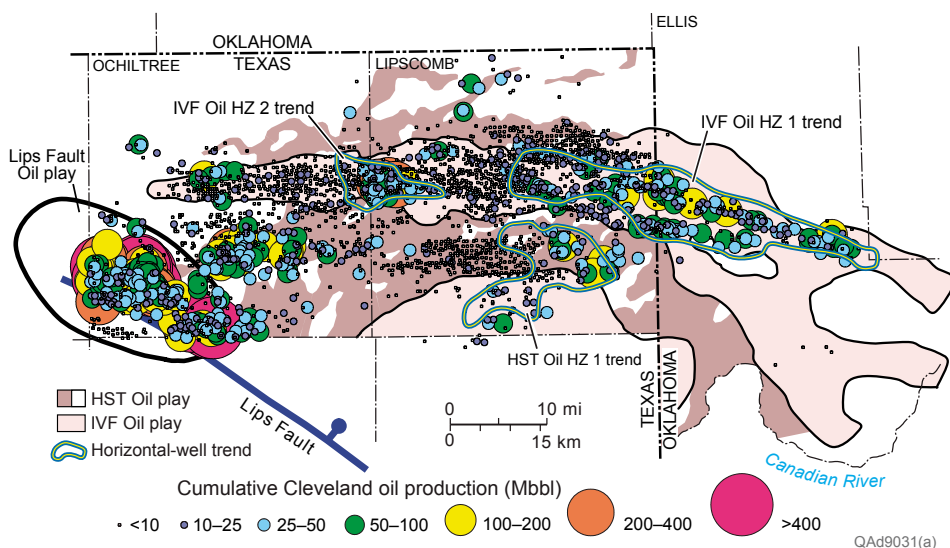 ELLIS
OKLAHOMA
OCHILTREE
TEXAS
LIPSCOMB
IVF Oil HZ 2 trend
IVF Oil HZ 1 trend
Lips Fault
Oil play
HST Oil HZ 1 trend
TEXAS
OKLAHOMA
HST Oil play
IVF Oil play
Horizontal-well trend
Lips Fault
0 10 mi
0 15 km
Canadian River
Cumulative Cleveland oil production (Mbbl)
<10 10–25 25–50 50–100 100–200 200–400 >400
QAd9031(a)